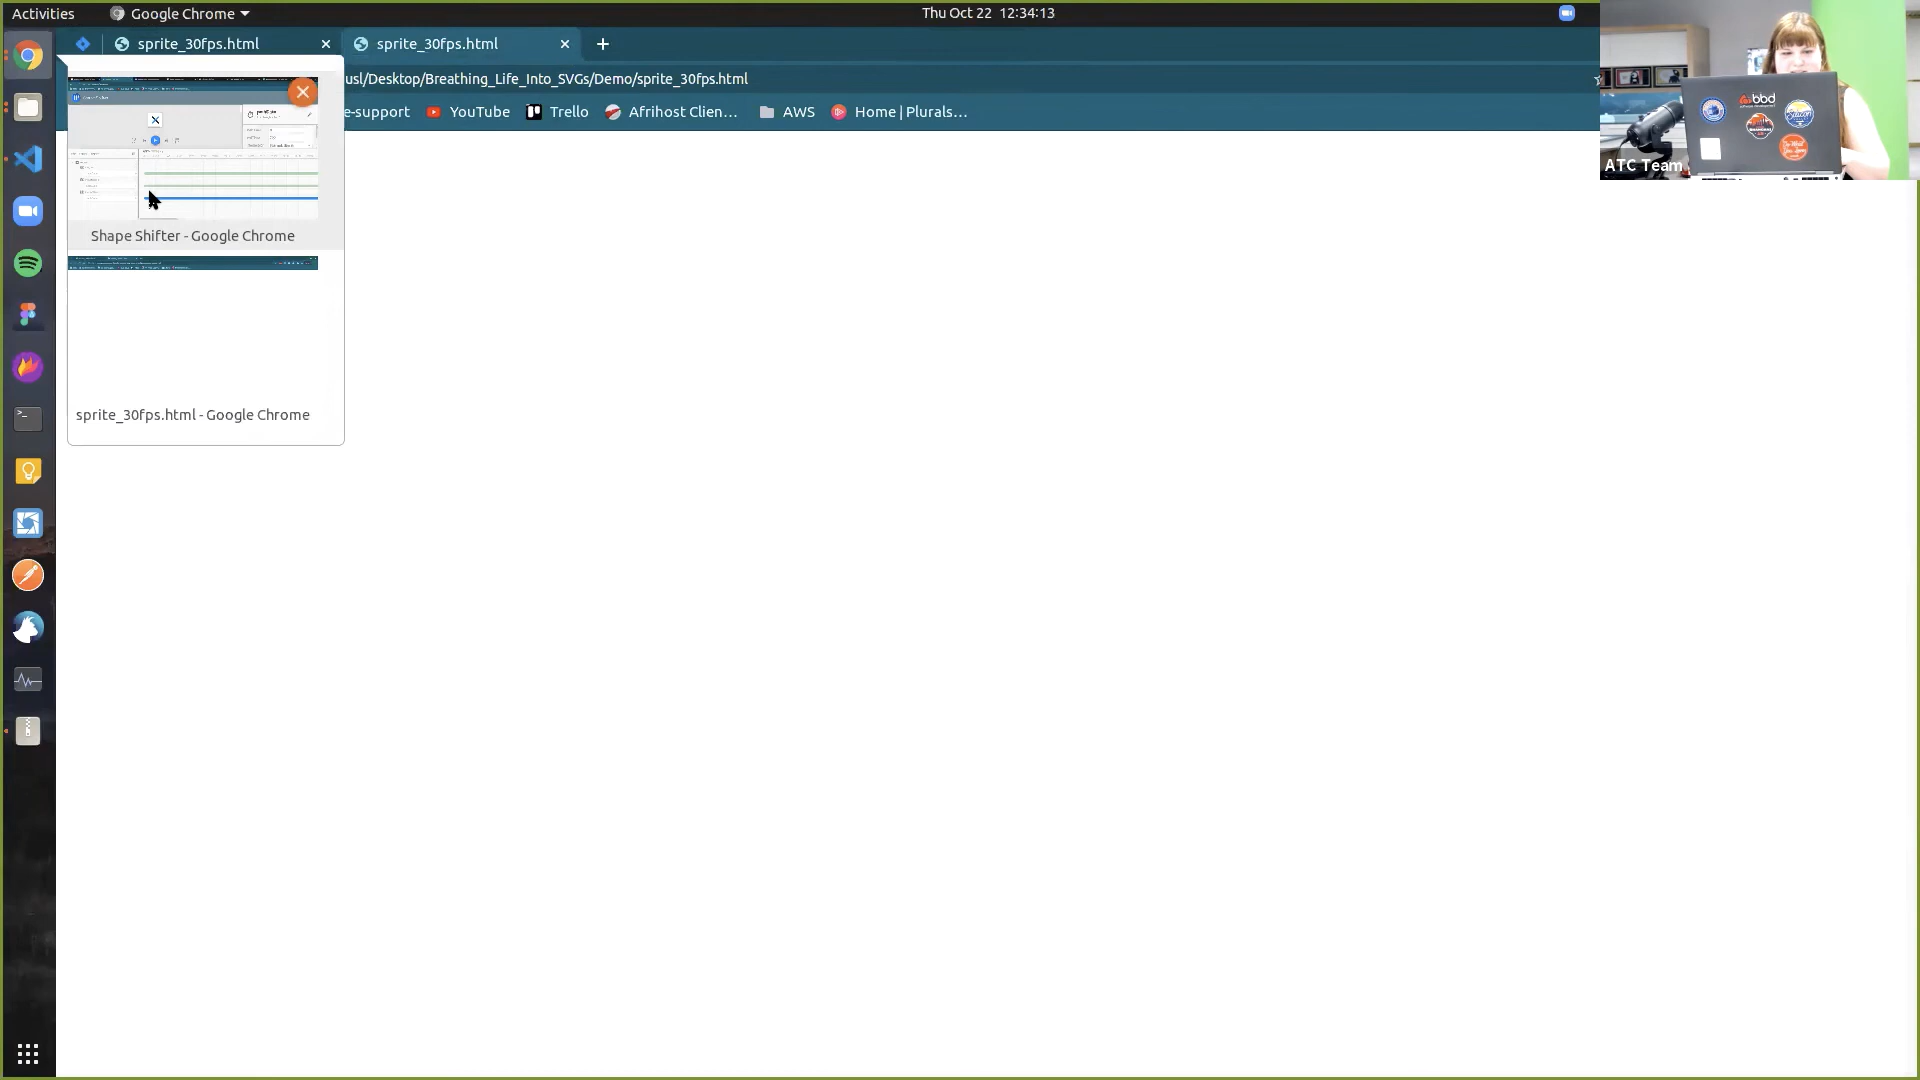 Activities
Google Chrome
Thu Oct 22 12:34:13
sprite_30fps.html
sprite_30fps.html
usl/Desktop/Breathing_Life_Into_SVGs/Demo/sprite_30fps.html
e-support
YouTube
Trello
Afrihost Clien…
AWS
Home | Plurals…
Shape Shifter - Google Chrome
sprite_30fps.html - Google Chrome
bbd
ATC Team